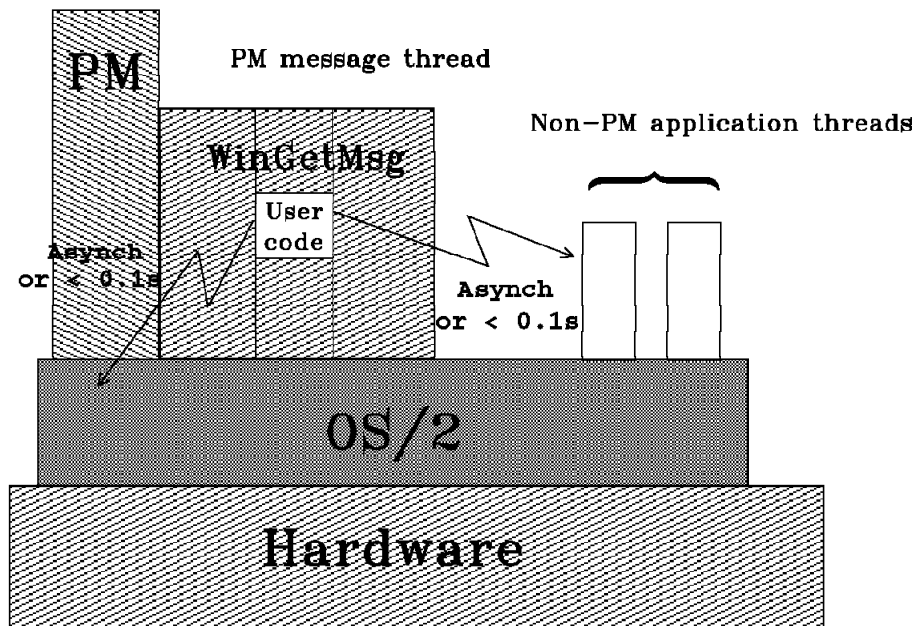 PM
PM message thread
Non-PM application threads
WinGetMsg
User
code
Asynch
or < 0.1s
Asynch
or < 0.1s
OS/2
Hardware